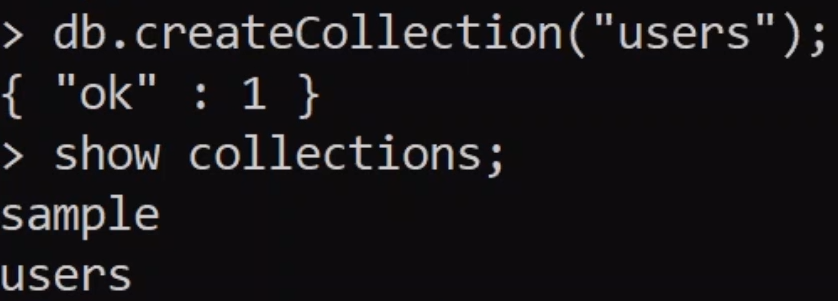 > db.createCollection("users");
{ "ok" : 1 }
> show collections;
sample
users